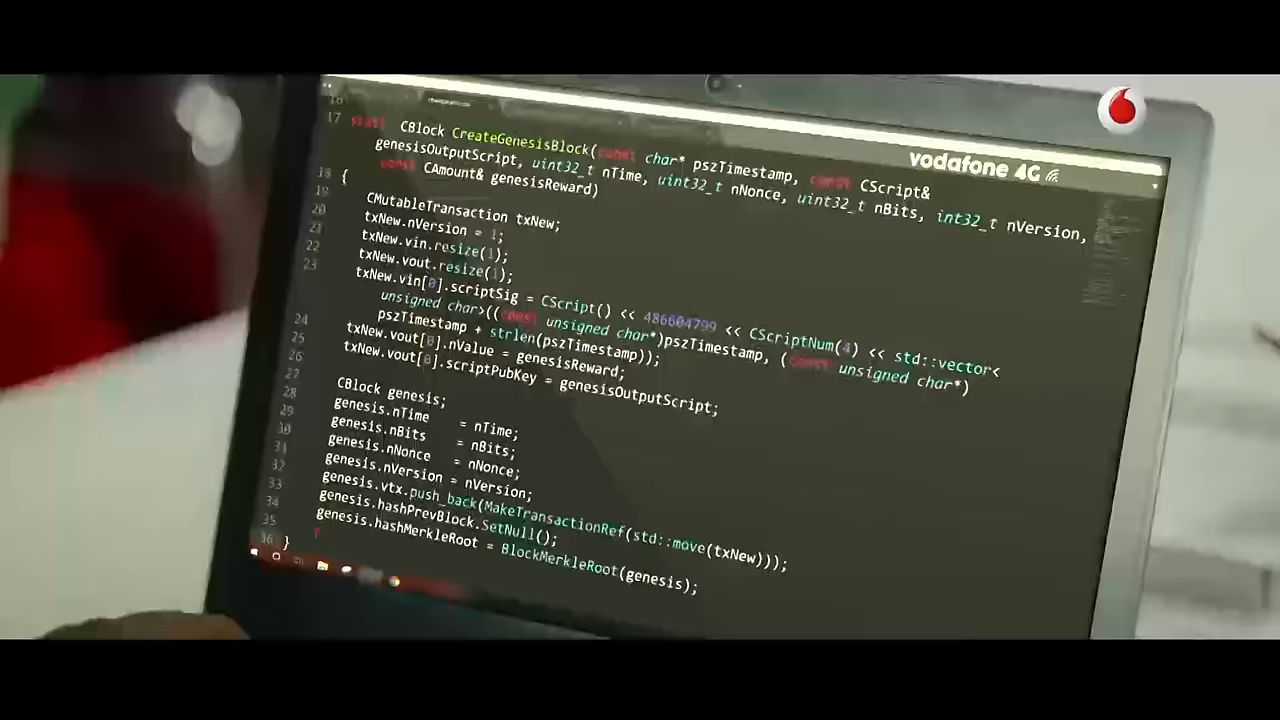 vodafone 4G
16
17 static CBlock CreateGenesisBlock(const char* pszTimestamp, const CScript&
genesisOutputScript, uint32_t nTime, uint32_t nNonce, uint32_t nBits, int32_t nVersion,
const CAmount& genesisReward)
18 {
19 CMutableTransaction txNew;
20 txNew.nVersion = 1;
21 txNew.vin.resize(1);
22 txNew.vout.resize(1);
23 txNew.vin[0].scriptSig = CScript() << 486604799 << CScriptNum(4) << std::vector<
unsigned char>((const unsigned char*)pszTimestamp, (const unsigned char*)
pszTimestamp + strlen(pszTimestamp));
24 txNew.vout[0].nValue = genesisReward;
25 txNew.vout[0].scriptPubKey = genesisOutputScript;
26
27 CBlock genesis;
28 genesis.nTime = nTime;
29 genesis.nBits = nBits;
30 genesis.nNonce = nNonce;
31 genesis.nVersion = nVersion;
32 genesis.vtx.push_back(MakeTransactionRef(std::move(txNew)));
33 genesis.hashPrevBlock.SetNull();
34 genesis.hashMerkleRoot = BlockMerkleRoot(genesis);
35
36 }